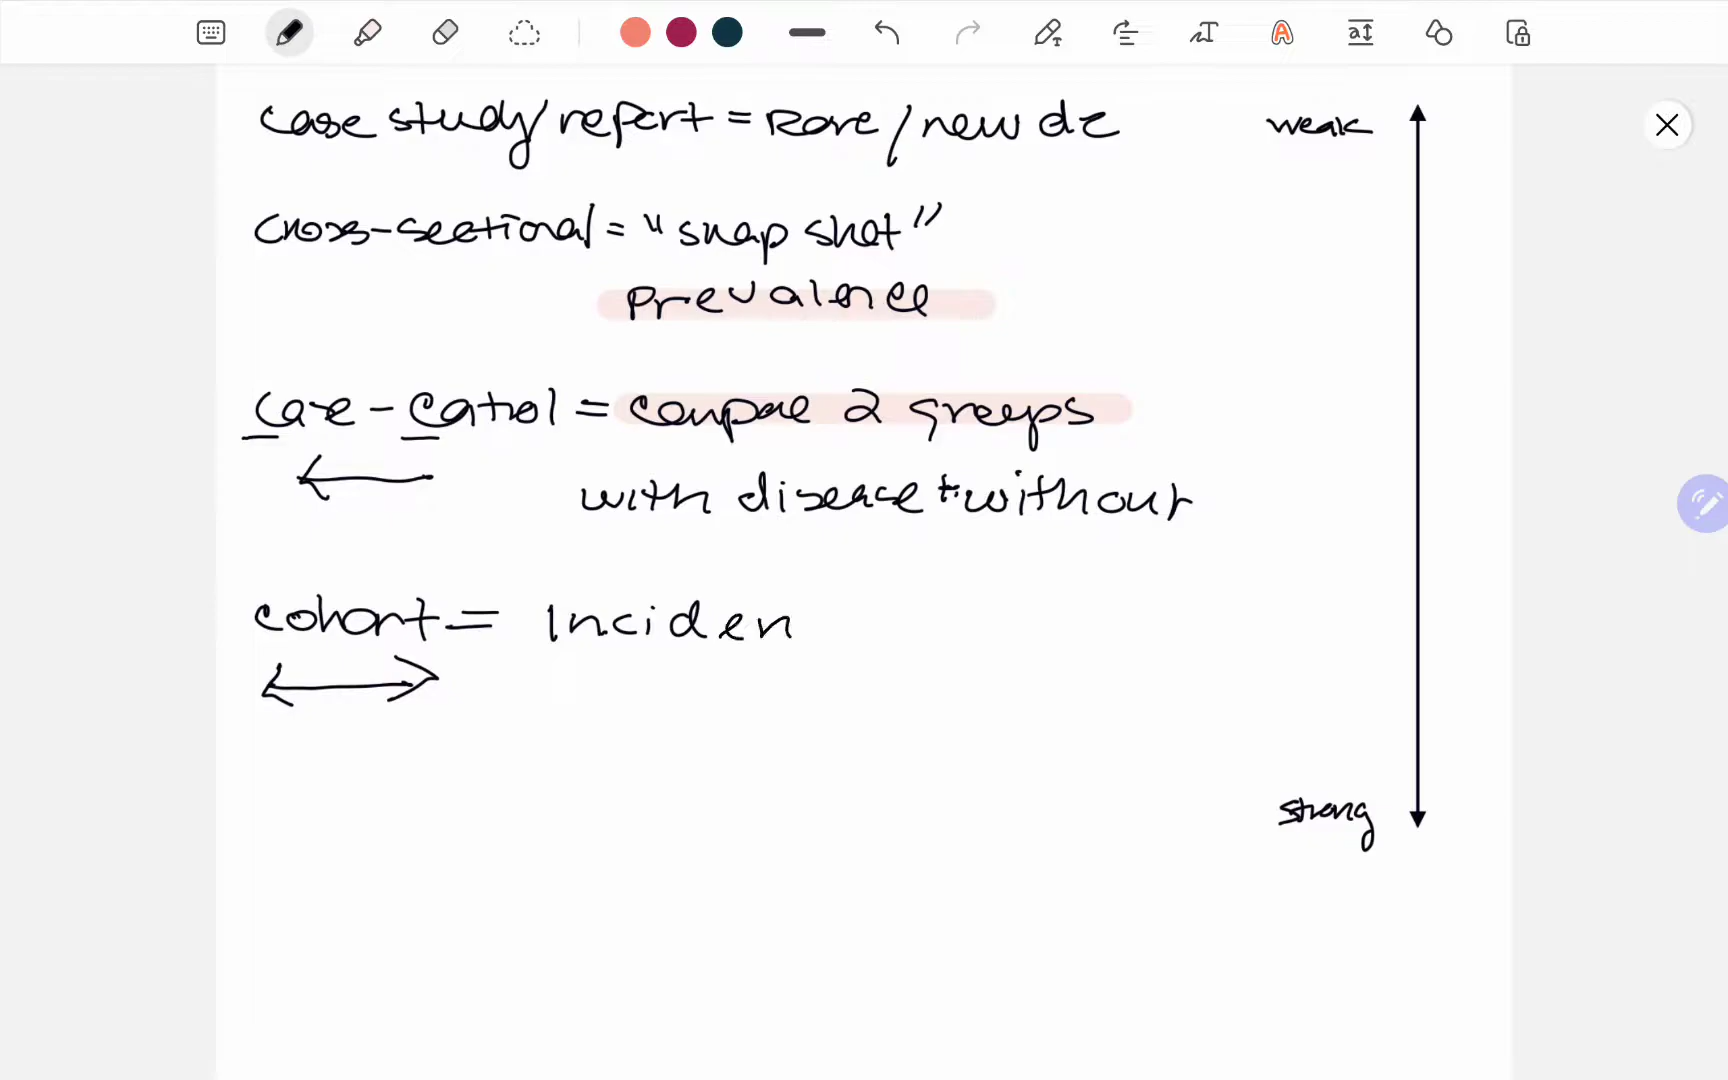 case study/report = Rare/new dz
weak
cross-sectional = "snap shot"
prevalence
case-control = compare 2 groups
with disease + without
cohort = Inciden
strong